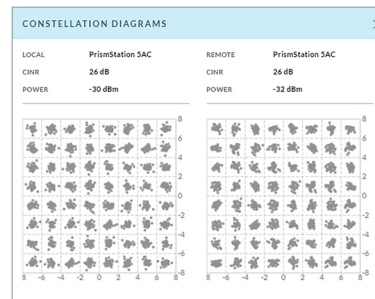 CONSTELLATION DIAGRAMS
LOCAL PrismStation 5AC REMOTE PrismStation 5AC
CINR 26 dB CINR 26 dB
POWER -30 dBm POWER -32 dBm
8 8
6 6
4 4
2 2
0 0
-2 -2
-4 -4
-6 -6
-8 -8
8 -6 -4 -2 0 2 4 6 8 8 -6 -4 -2 0 2 4 6 8